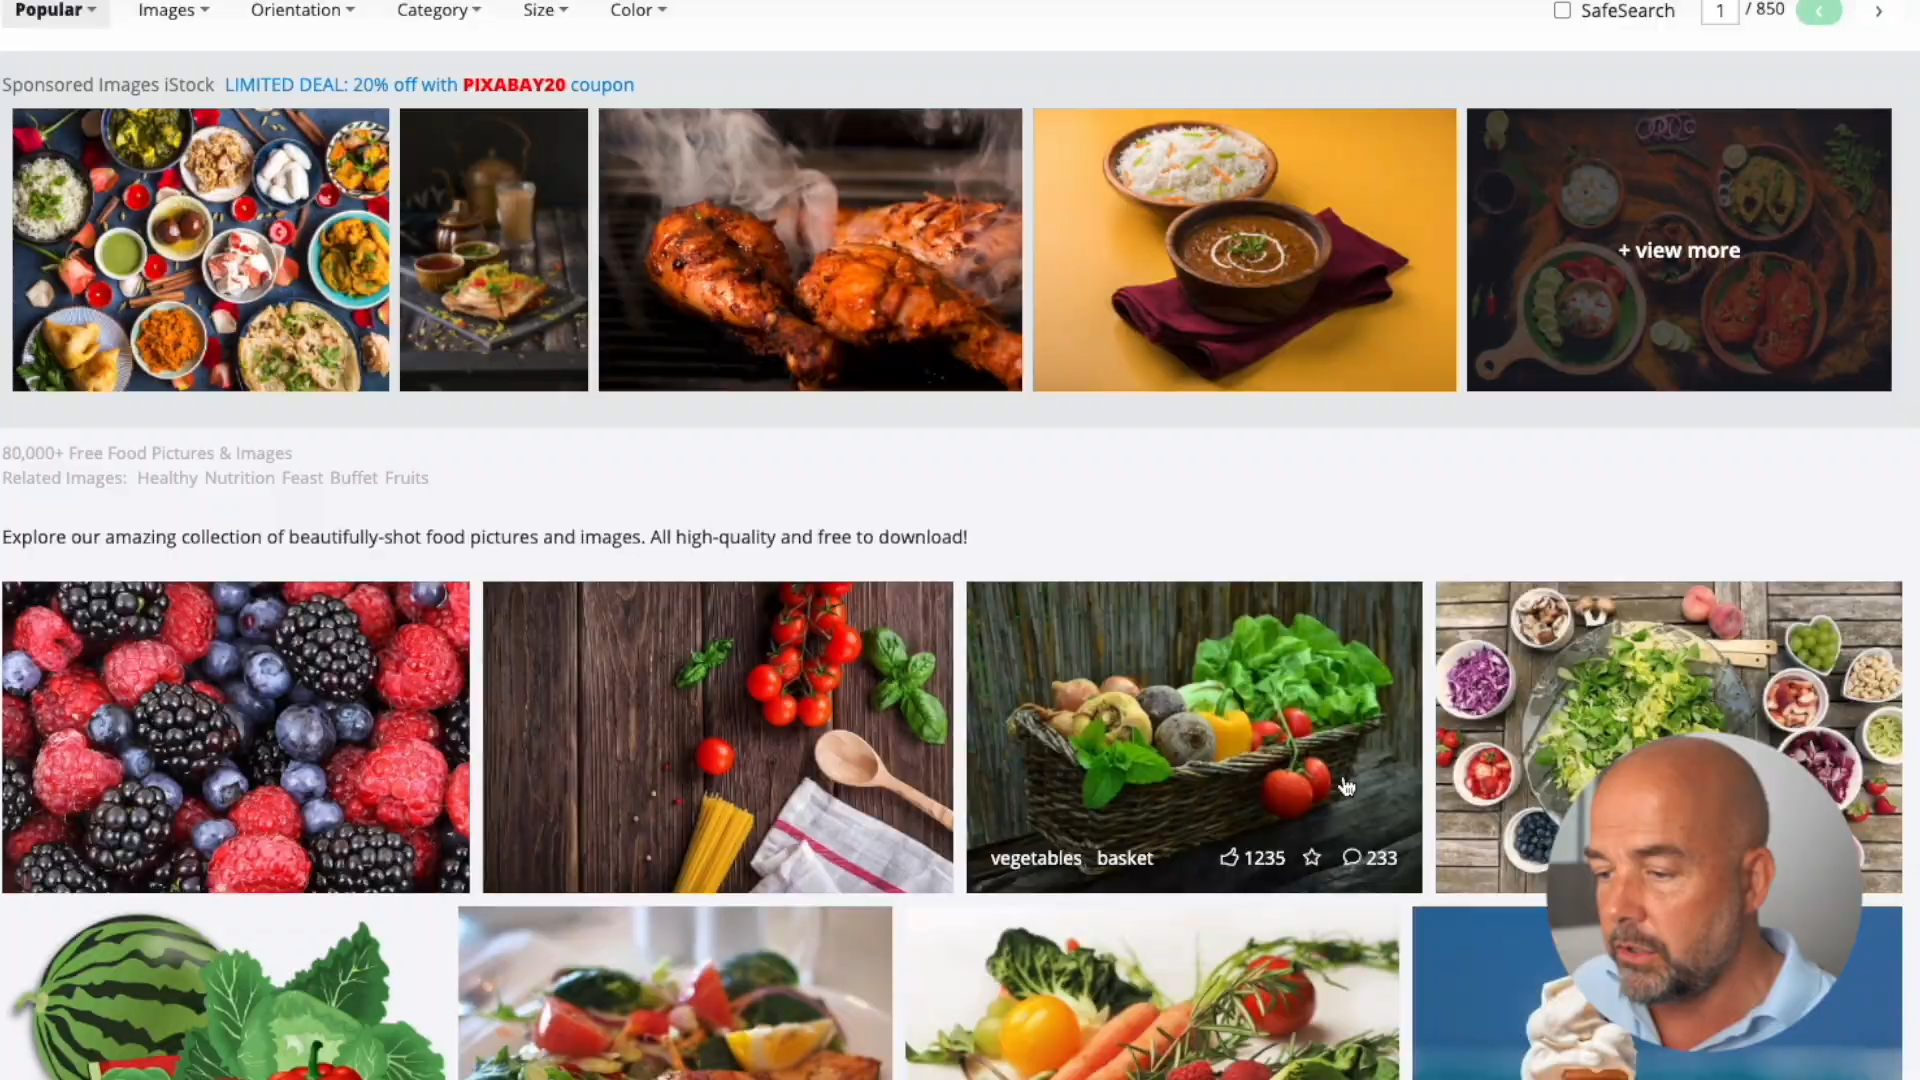 Popular Images Orientation Category Size Color SafeSearch 1 / 850
Sponsored Images iStock LIMITED DEAL: 20% off with PIXABAY20 coupon
+ view more
80,000+ Free Food Pictures & Images
Related Images: Healthy Nutrition Feast Buffet Fruits
Explore our amazing collection of beautifully-shot food pictures and images. All high-quality and free to download!
vegetables basket 1235 233